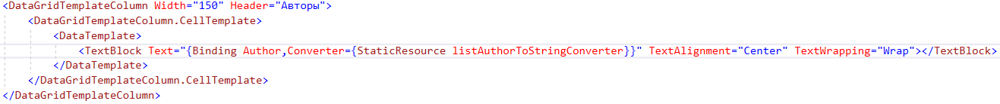 <DataGridTemplateColumn Width="150" Header="Авторы">
<DataGridTemplateColumn.CellTemplate>
<DataTemplate>
<TextBlock Text="{Binding Author,Converter={StaticResource listAuthorToStringConverter}}" TextAlignment="Center" TextWrapping="Wrap"></TextBlock>
</DataTemplate>
</DataGridTemplateColumn.CellTemplate>
</DataGridTemplateColumn>